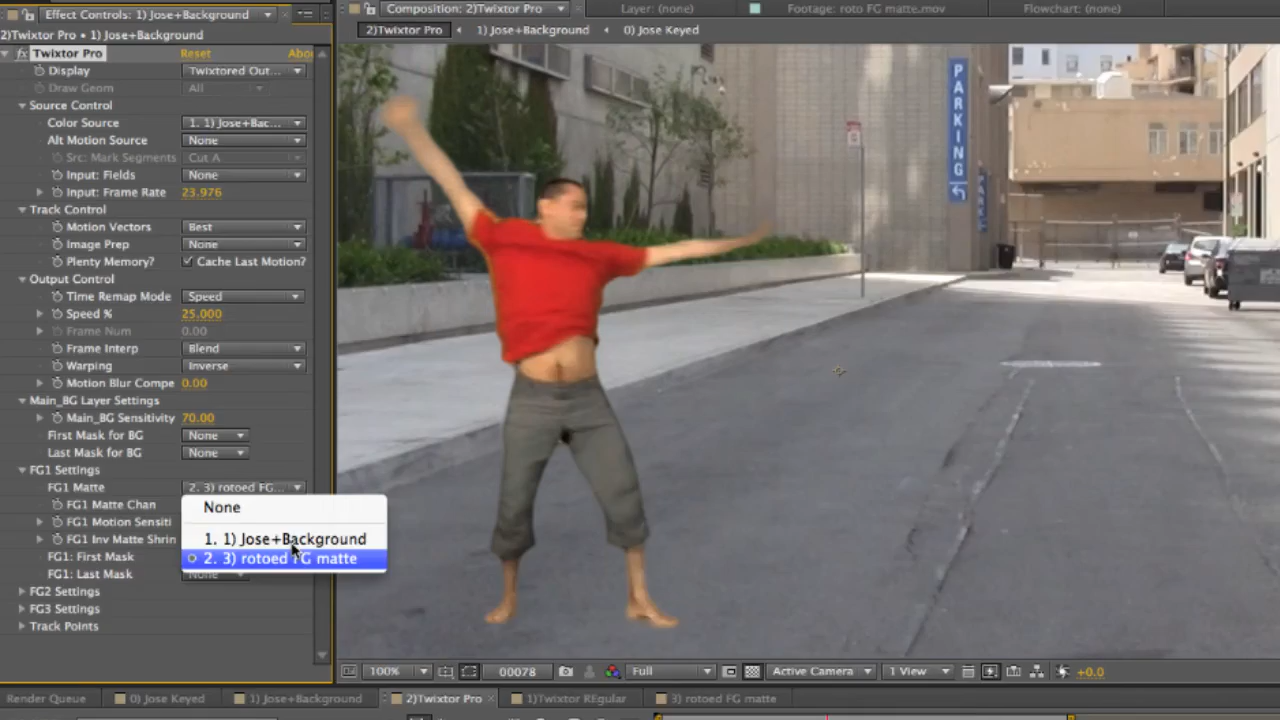 Effect Controls: 1) Jose+Background
2)Twixtor Pro • 1) Jose+Background
fx Twixtor Pro Reset Abou
Display Twixtored Out...
Draw Geom All
Source Control
Color Source 1. 1) Jose+Bac...
Alt Motion Source None
Src: Mark Segments Cut A
Input: Fields None
Input: Frame Rate 23.976
Track Control
Motion Vectors Best
Image Prep None
Plenty Memory? Cache Last Motion?
Output Control
Time Remap Mode Speed
Speed % 25.000
Frame Num 0.00
Frame Interp Blend
Warping Inverse
Motion Blur Compe 0.00
Main_BG Layer Settings
Main_BG Sensitivity 70.00
First Mask for BG None
Last Mask for BG None
FG1 Settings
FG1 Matte 2. 3) rotoed FG...
FG1 Matte Chan
FG1 Motion Sensiti
FG1 Inv Matte Shrin
FG1: First Mask
FG1: Last Mask None
FG2 Settings
FG3 Settings
Track Points
None
1. 1) Jose+Background
2. 3) rotoed FG matte
Composition: 2)Twixtor Pro Layer: (none) Footage: roto FG matte.mov Flowchart: (none)
2)Twixtor Pro 1) Jose+Background 0) Jose Keyed
PARKING
100% 00078 Full Active Camera 1 View +0.0
Render Queue 0) Jose Keyed 1) Jose+Background 2)Twixtor Pro 1)Twixtor REgular 3) rotoed FG matte